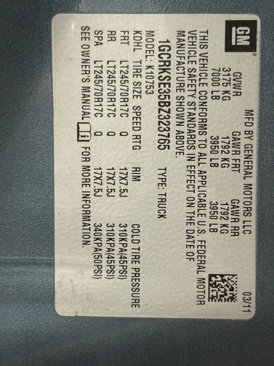 GM
MFD BY GENERAL MOTORS LLC
03/11
GVWR GAWR FRT GAWR RR
3175 KG 1792 KG 1792 KG
7000 LB 3950 LB 3950 LB
THIS VEHICLE CONFORMS TO ALL APPLICABLE U.S. FEDERAL MOTOR
VEHICLE SAFETY STANDARDS IN EFFECT ON THE DATE OF
MANUFACTURE SHOWN ABOVE.
1GCRKSE35BZ323765 TYPE: TRUCK
MODEL: K10753
KDHL TIRE SIZE SPEED RTG RIM COLD TIRE PRESSURE
FRT LT245/70R17C Q 17X7.5J 310KPA(45PSI)
RR LT245/70R17C Q 17X7.5J 310KPA(45PSI)
SPA LT245/70R17C Q 17X7.5J 340KPA(50PSI)
SEE OWNER'S MANUAL i FOR MORE INFORMATION.